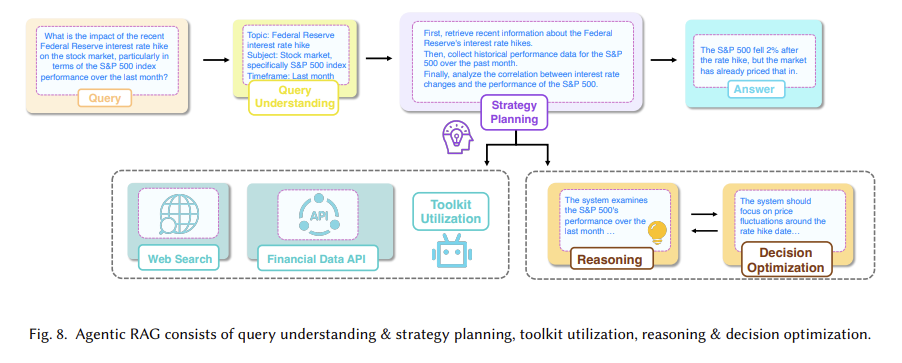 What is the impact of the recent
Federal Reserve interest rate hike
on the stock market, particularly in
terms of the S&P 500 index
performance over the last month?
Query
Topic: Federal Reserve
interest rate hike
Subject: Stock market,
specifically S&P 500 index
Timeframe: Last month
Query
Understanding
First, retrieve recent information about the Federal
Reserve's interest rate hikes.
Then, collect historical performance data for the S&P
500 over the past month.
Finally, analyze the correlation between interest rate
changes and the performance of the S&P 500.
Strategy
Planning
The S&P 500 fell 2% after
the rate hike, but the market
has already priced that in.
Answer
Web Search
API
Financial Data API
Toolkit
Utilization
The system examines
the S&P 500's
performance over the
last month ...
Reasoning
The system should
focus on price
fluctuations around the
rate hike date...
Decision
Optimization
Fig. 8. Agentic RAG consists of query understanding & strategy planning, toolkit utilization, reasoning & decision optimization.